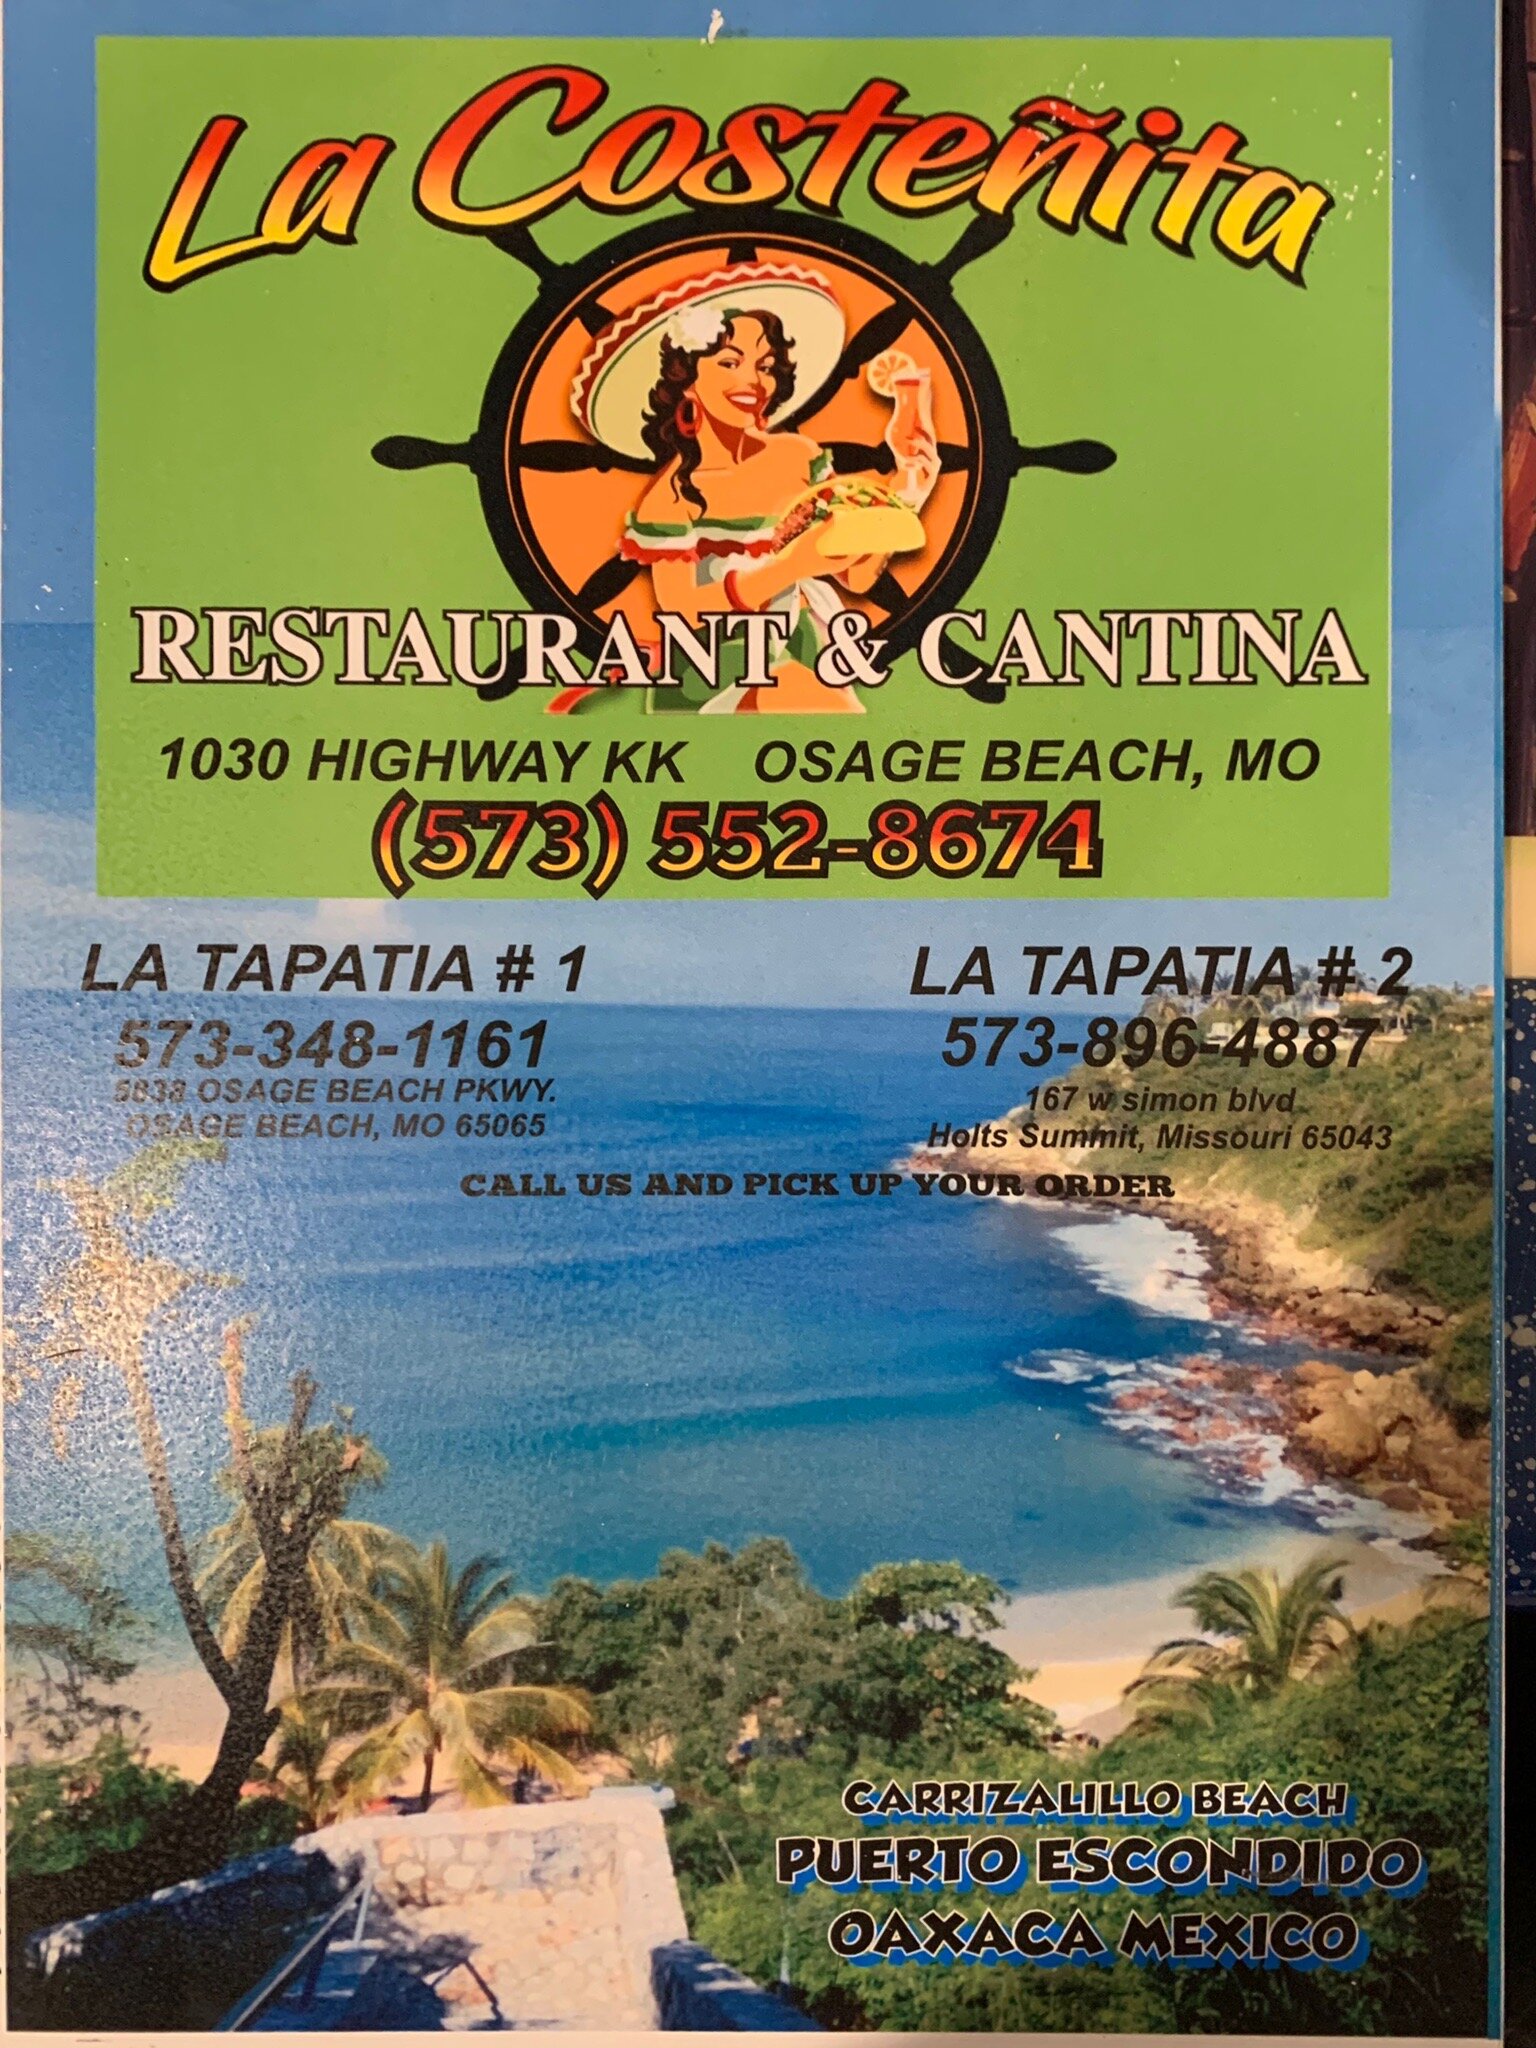 La Costeñita
RESTAURANT & CANTINA
1030 HIGHWAY KK OSAGE BEACH, MO
(573) 552-8674
LA TAPATIA # 1
573-348-1161
5838 OSAGE BEACH PKWY.
OSAGE BEACH, MO 65065
LA TAPATIA # 2
573-896-4887
167 w simon blvd
Holts Summit, Missouri 65043
CALL US AND PICK UP YOUR ORDER
CARRIZALILLO BEACH
PUERTO ESCONDIDO
OAXACA MEXICO